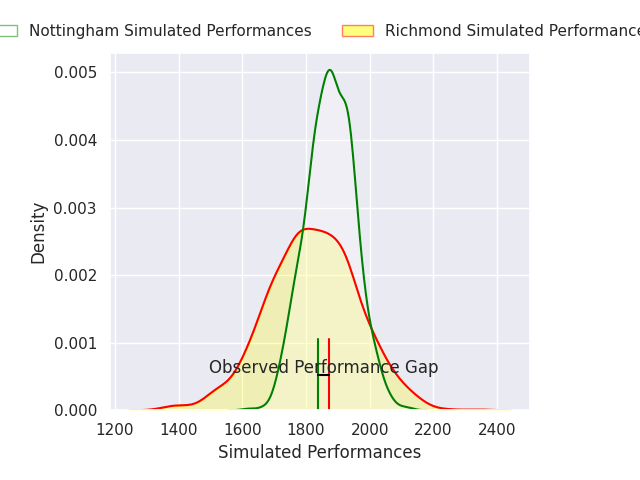 Nottingham Simulated Performances
Richmond Simulated Performance
0.005
0.004
0.003
0.002
0.001
0.000
Density
Observed Performance Gap
1200 1400 1600 1800 2000 2200 2400
Simulated Performances